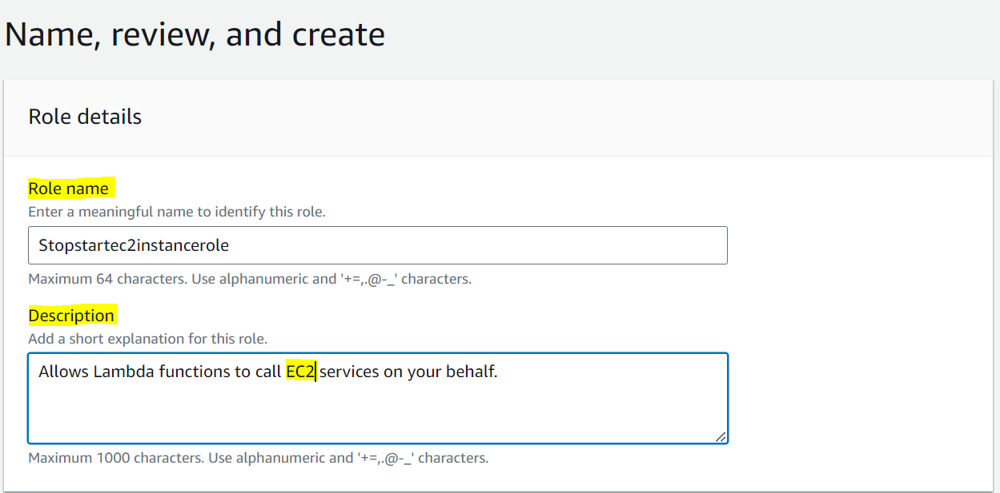 Name, review, and create
Role details
Role name
Enter a meaningful name to identify this role.
Stopstartec2instancerole
Maximum 64 characters. Use alphanumeric and '+=,.@-_' characters.
Description
Add a short explanation for this role.
Allows Lambda functions to call EC2 services on your behalf.
Maximum 1000 characters. Use alphanumeric and '+=,.@-_' characters.